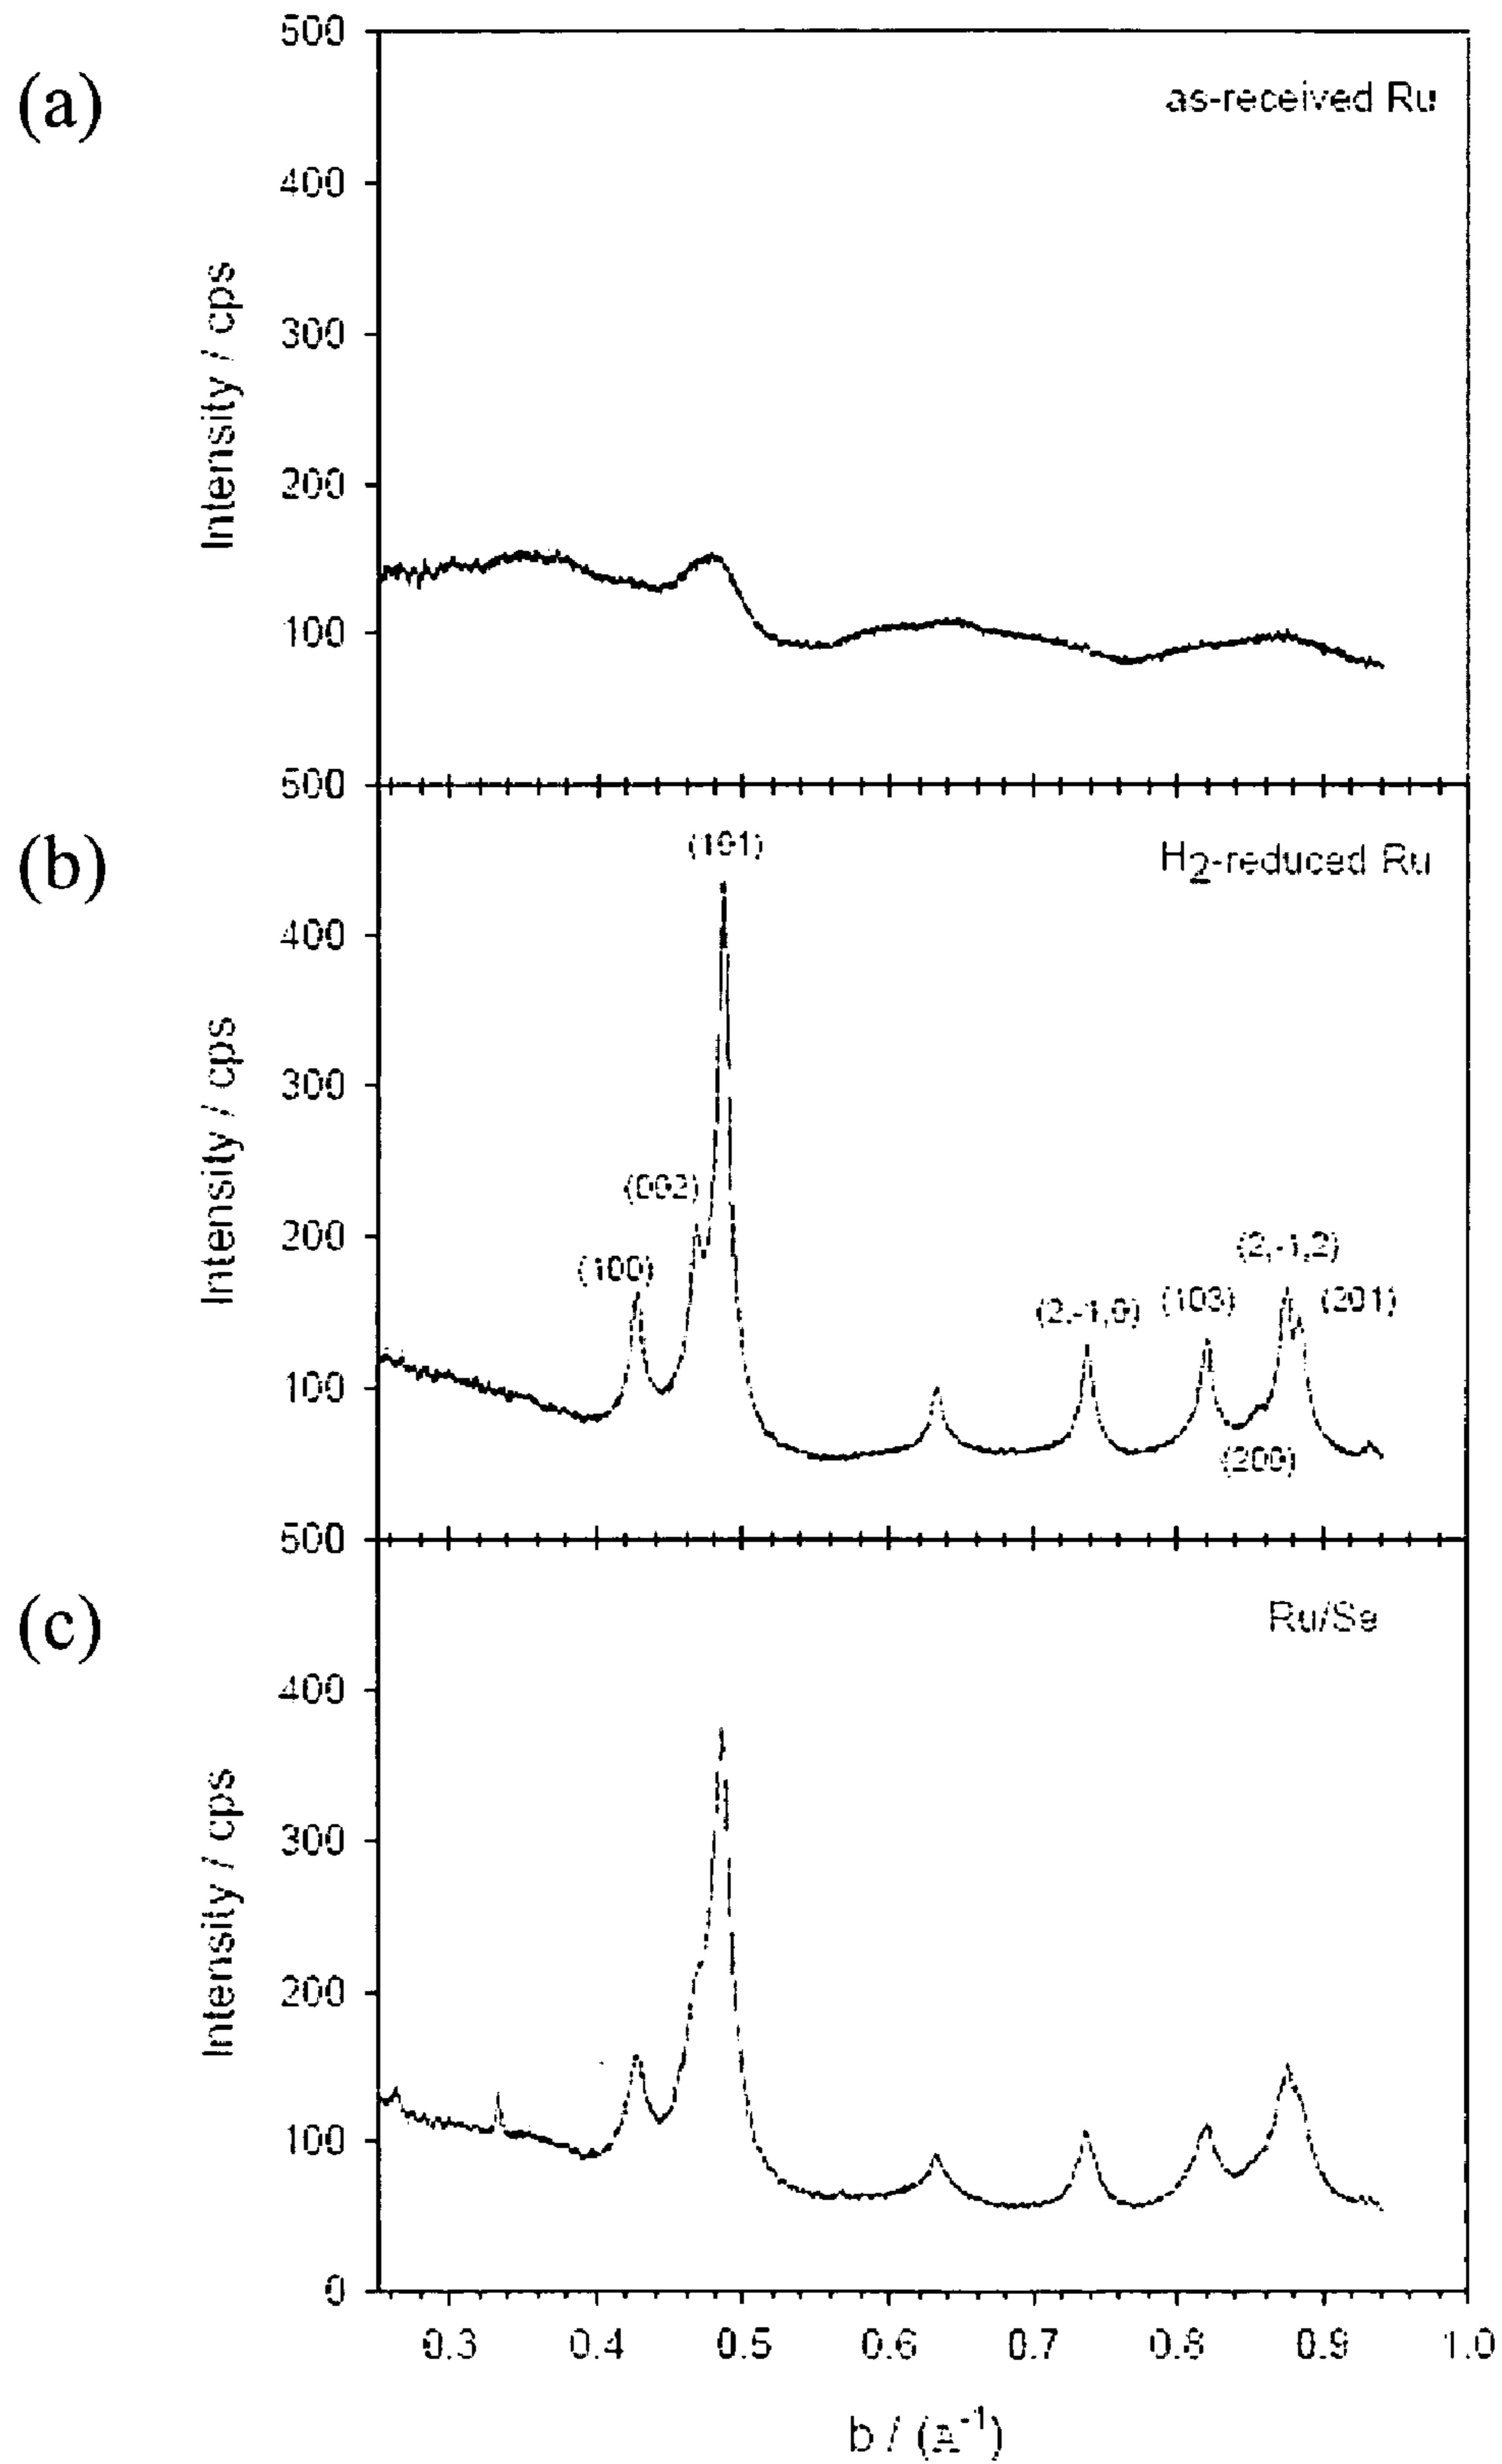 (a)
500
as-received Ru
400
300
200
100
Intensity / cps
(b)
500
(101)
H2-reduced Ru
400
300
(002)
200
(100)
(2,-1,2)
(2,-1,0) (103) (201)
100
(200)
Intensity / cps
(c)
500
Ru/Se
400
300
200
100
0
Intensity / cps
0.3 0.4 0.5 0.6 0.7 0.8 0.9 1.0
b / (Å-1)